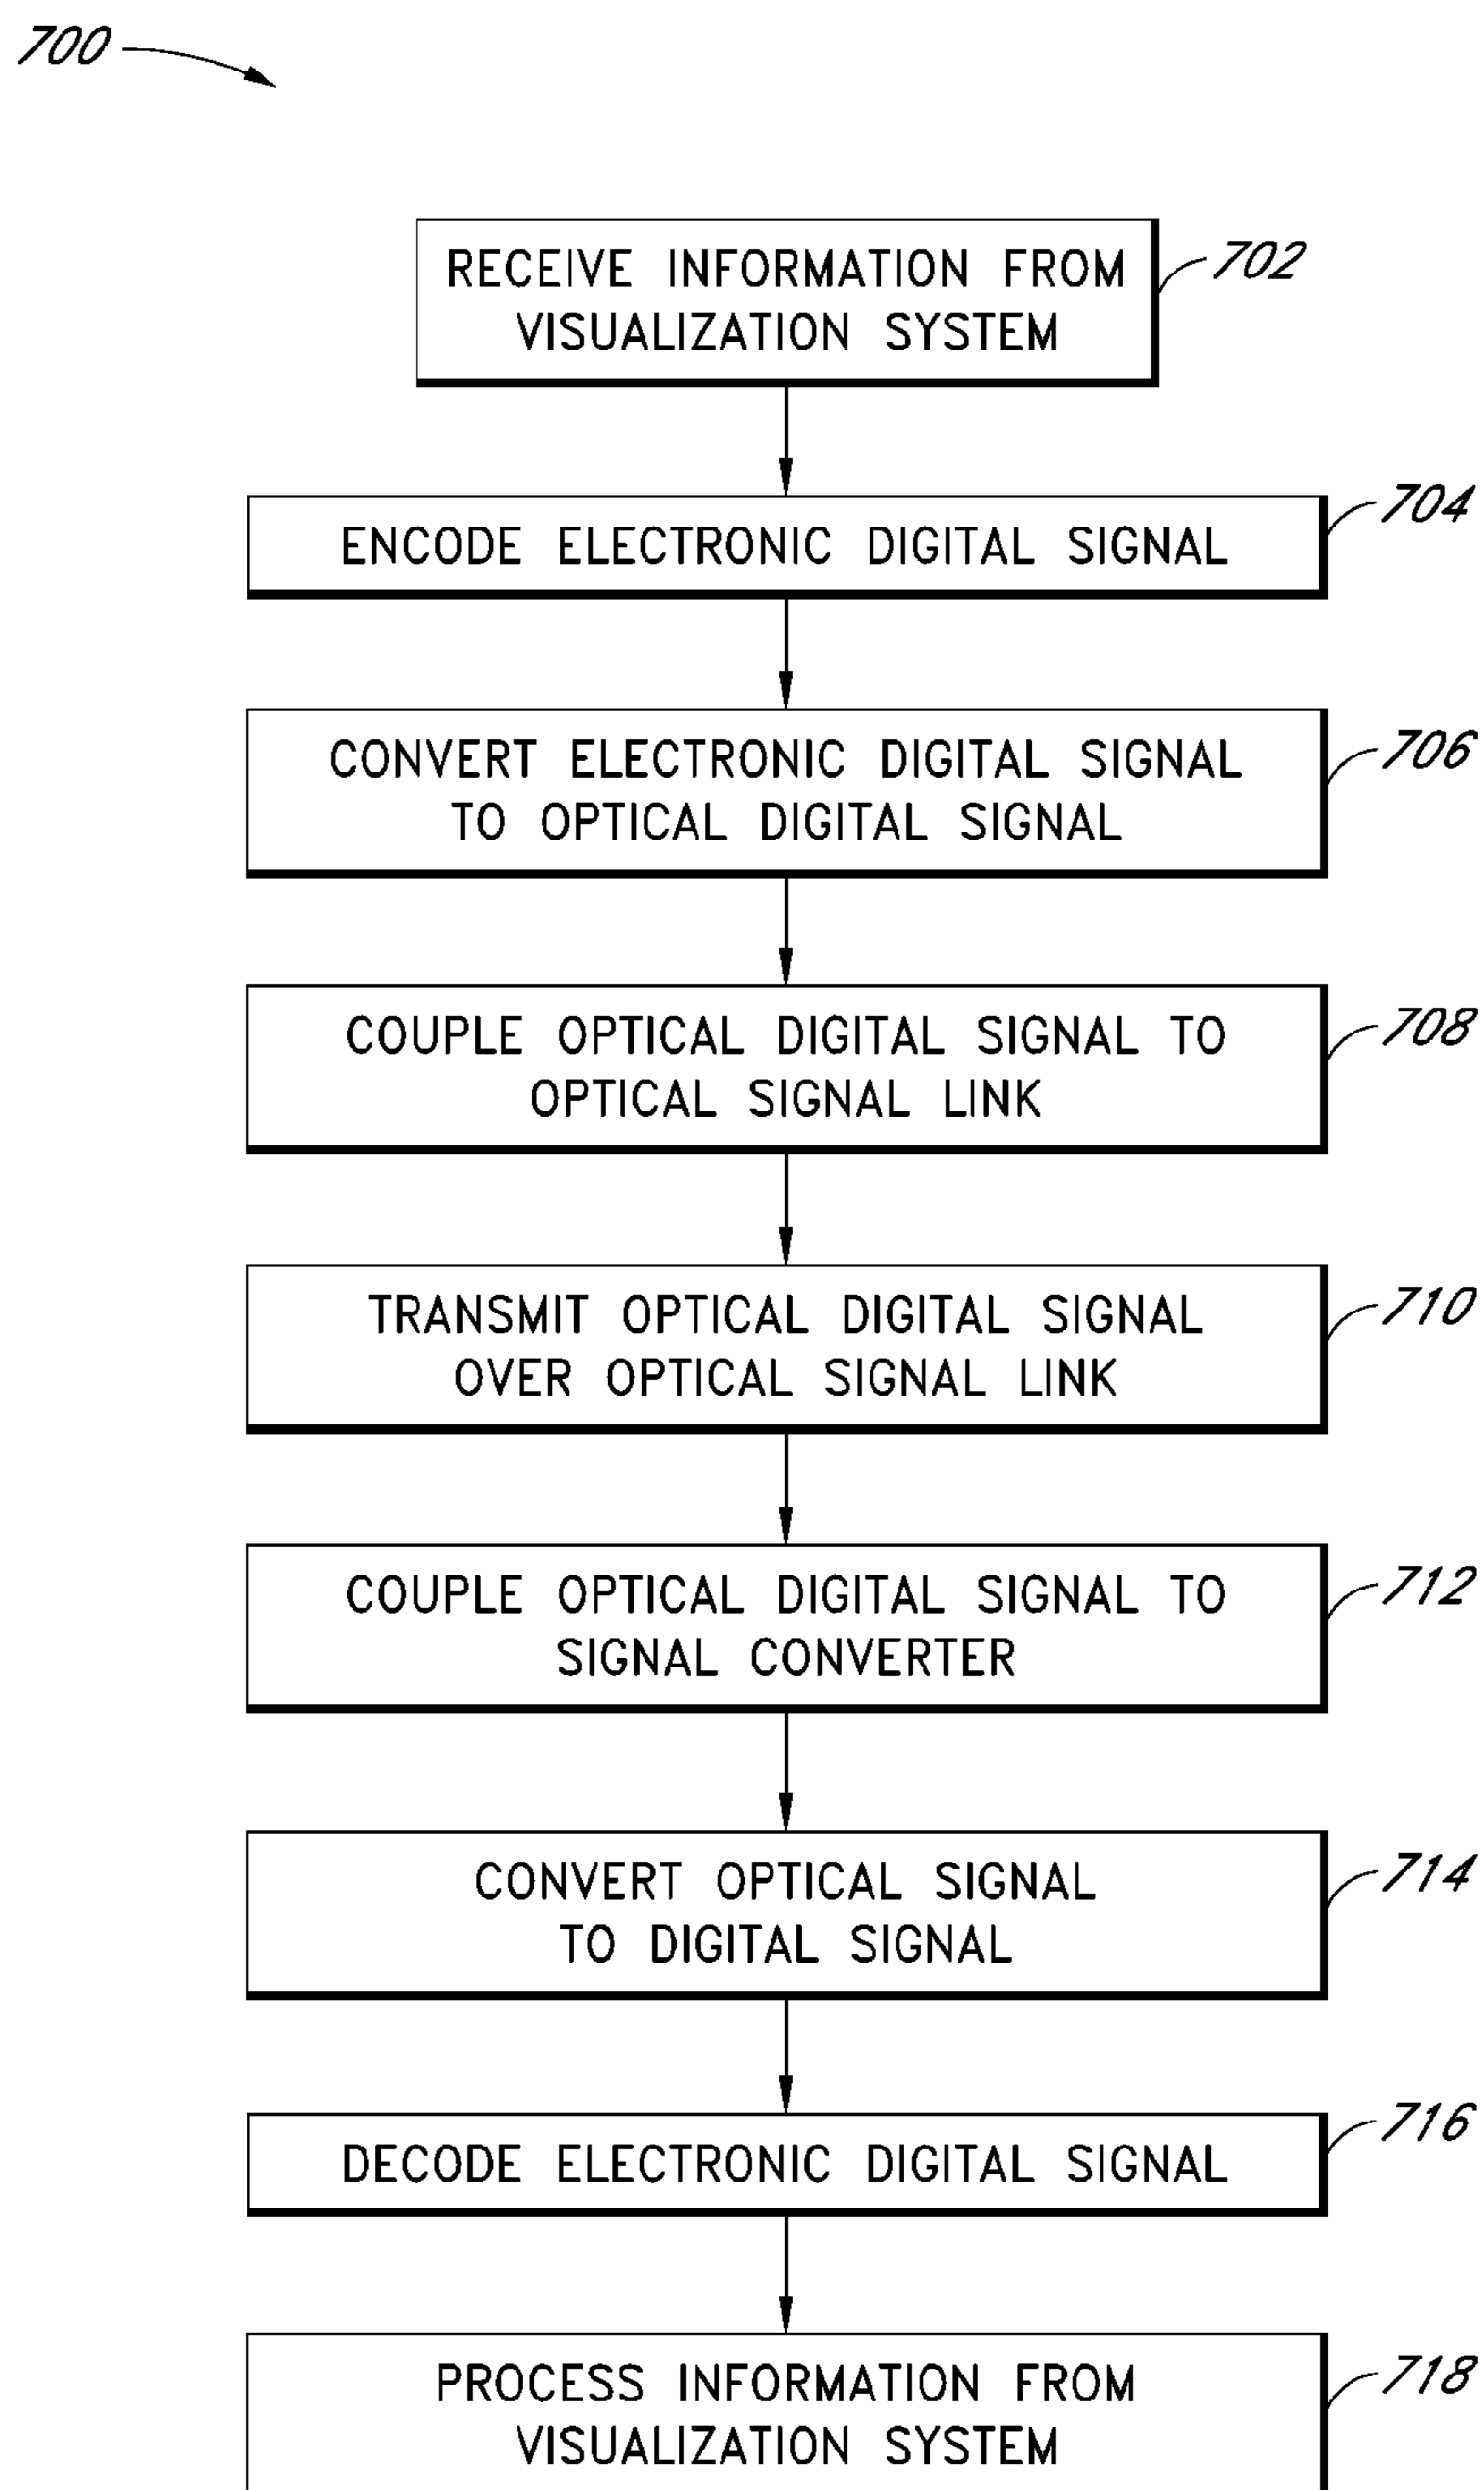 700
RECEIVE INFORMATION FROM
VISUALIZATION SYSTEM
702
ENCODE ELECTRONIC DIGITAL SIGNAL
704
CONVERT ELECTRONIC DIGITAL SIGNAL
TO OPTICAL DIGITAL SIGNAL
706
COUPLE OPTICAL DIGITAL SIGNAL TO
OPTICAL SIGNAL LINK
708
TRANSMIT OPTICAL DIGITAL SIGNAL
OVER OPTICAL SIGNAL LINK
710
COUPLE OPTICAL DIGITAL SIGNAL TO
SIGNAL CONVERTER
712
CONVERT OPTICAL SIGNAL
TO DIGITAL SIGNAL
714
DECODE ELECTRONIC DIGITAL SIGNAL
716
PROCESS INFORMATION FROM
VISUALIZATION SYSTEM
718